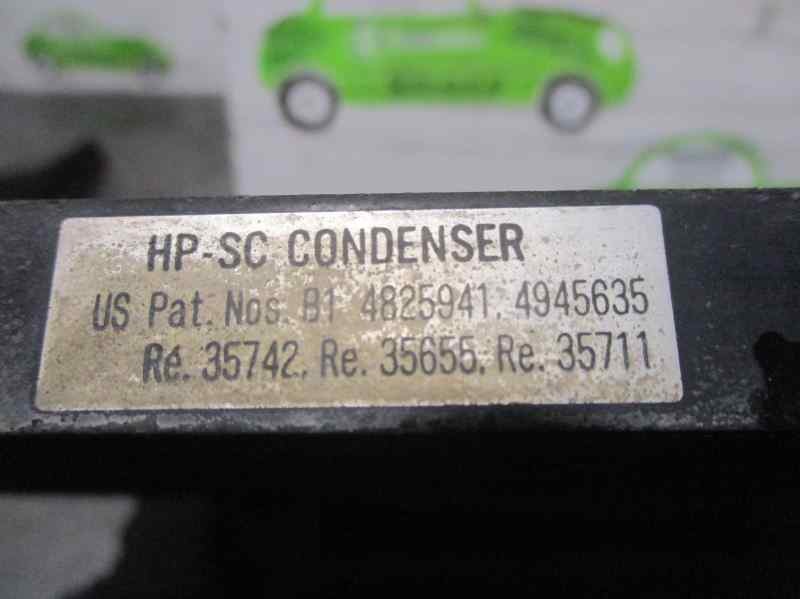 HP-SC CONDENSER
US Pat. Nos. B1 4825941, 4945635
Re. 35742, Re. 35655, Re. 35711